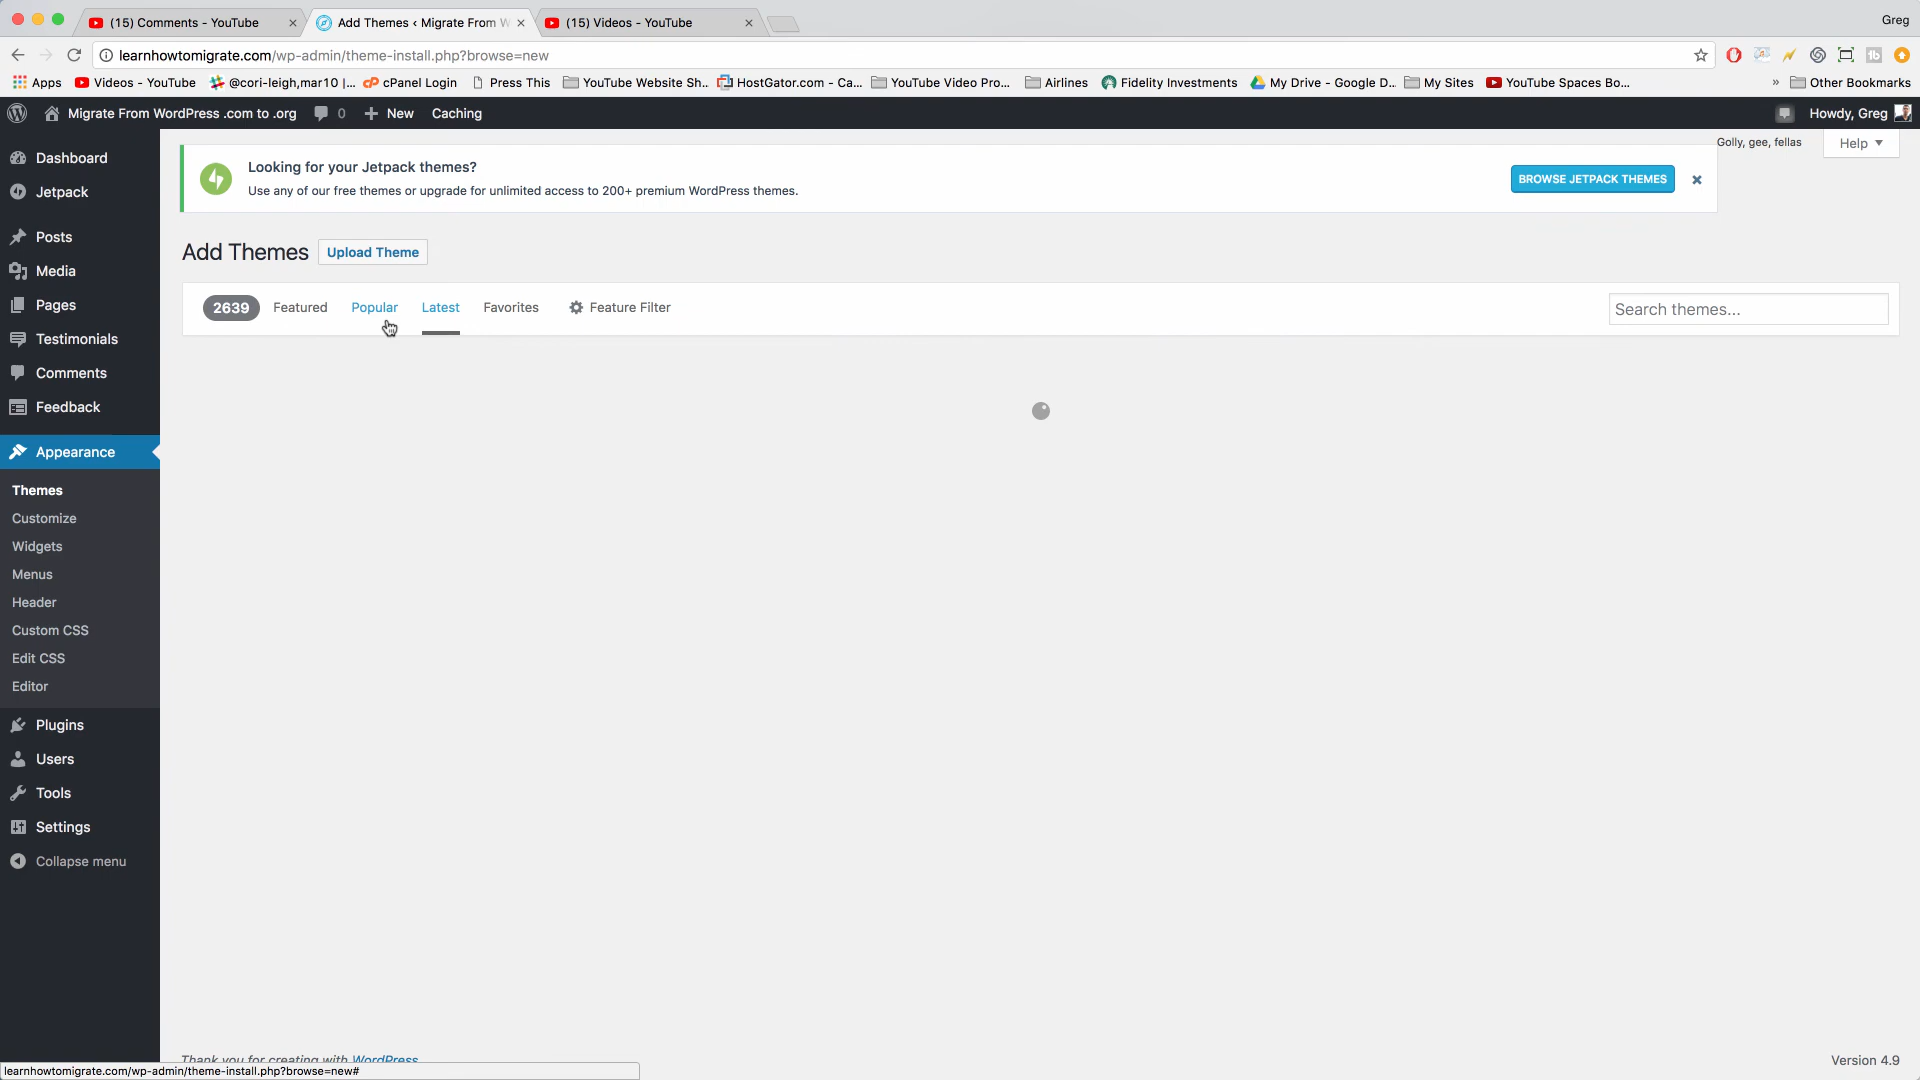 (15) Comments - YouTube
Add Themes ‹ Migrate From W
(15) Videos - YouTube
Greg
learnhowtomigrate.com/wp-admin/theme-install.php?browse=new
Apps
Videos - YouTube
@cori-leigh,mar10 |...
cPanel Login
Press This
YouTube Website Sh...
HostGator.com - Ca...
YouTube Video Pro...
Airlines
Fidelity Investments
My Drive - Google D...
My Sites
YouTube Spaces Bo...
»
Other Bookmarks
Migrate From WordPress .com to .org
0
New
Caching
Howdy, Greg
Golly, gee, fellas
Help
Looking for your Jetpack themes?
Use any of our free themes or upgrade for unlimited access to 200+ premium WordPress themes.
BROWSE JETPACK THEMES
Add Themes
Upload Theme
2639
Featured
Popular
Latest
Favorites
Feature Filter
Search themes...
Dashboard
Jetpack
Posts
Media
Pages
Testimonials
Comments
Feedback
Appearance
Themes
Customize
Widgets
Menus
Header
Custom CSS
Edit CSS
Editor
Plugins
Users
Tools
Settings
Collapse menu
Thank you for creating with WordPress
Version 4.9
learnhowtomigrate.com/wp-admin/theme-install.php?browse=new#